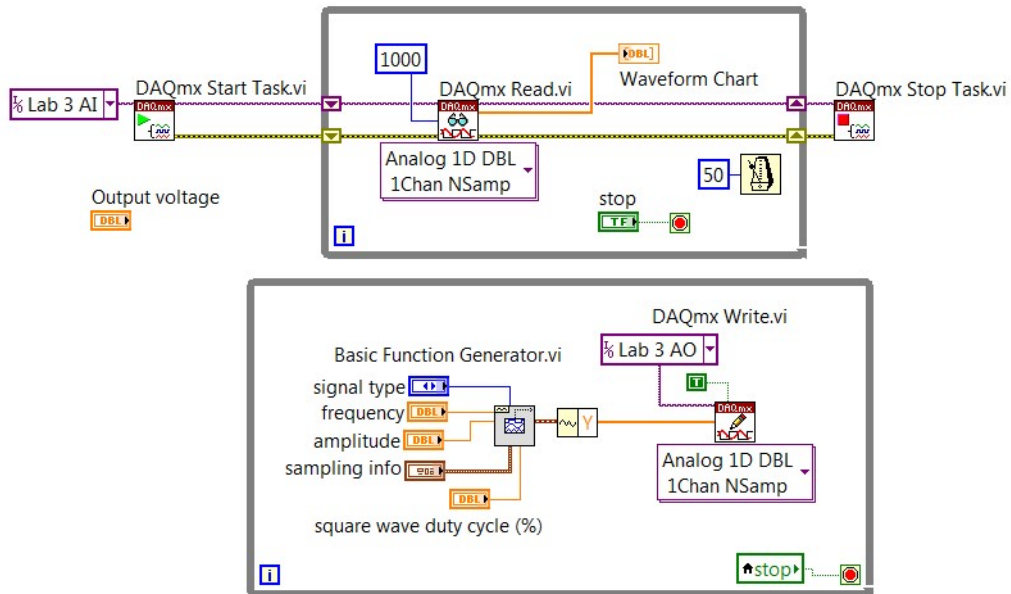 1000
DBL
Waveform Chart
Lab 3 AI
DAQmx Start Task.vi
DAQmx Read.vi
DAQmx Stop Task.vi
DAQmx
DAQmx
DAQmx
Analog 1D DBL
1Chan NSamp
Output voltage
DBL
50
stop
TF
i
DAQmx Write.vi
Lab 3 AO
Basic Function Generator.vi
signal type
T
frequency
DBL
DAQmx
amplitude
DBL
Y
sampling info
Analog 1D DBL
1Chan NSamp
DBL
square wave duty cycle (%)
stop
i